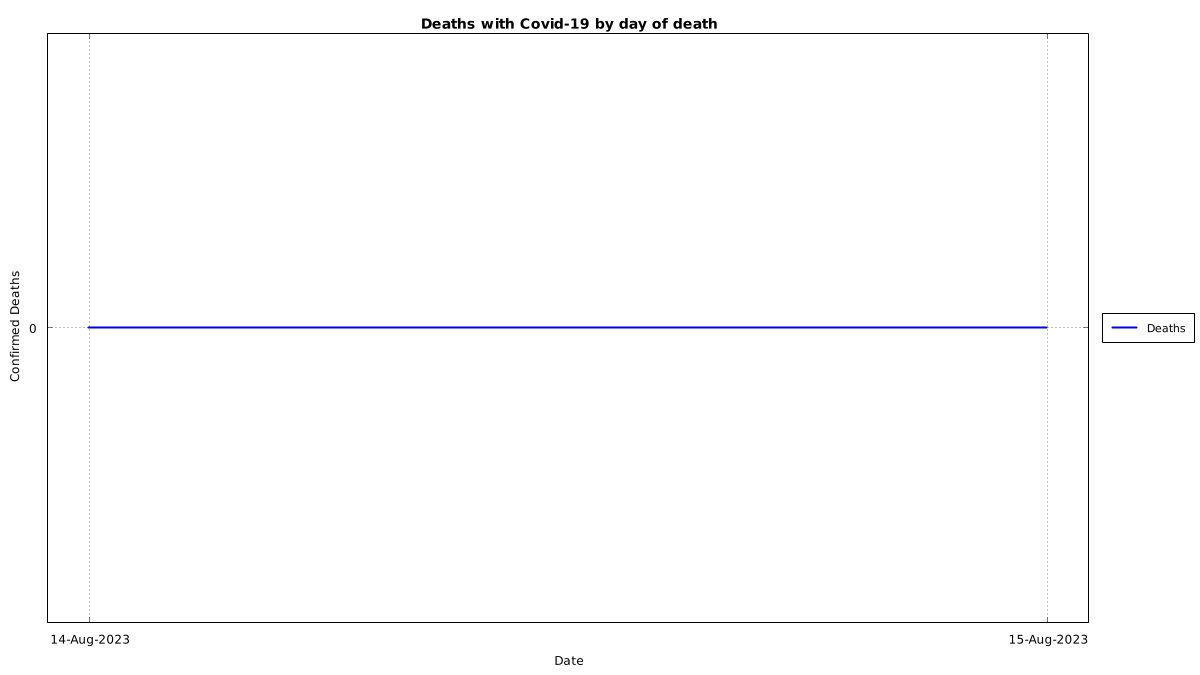 Deaths with Covid-19 by day of death
Confirmed Deaths
0
Deaths
14-Aug-2023
15-Aug-2023
Date